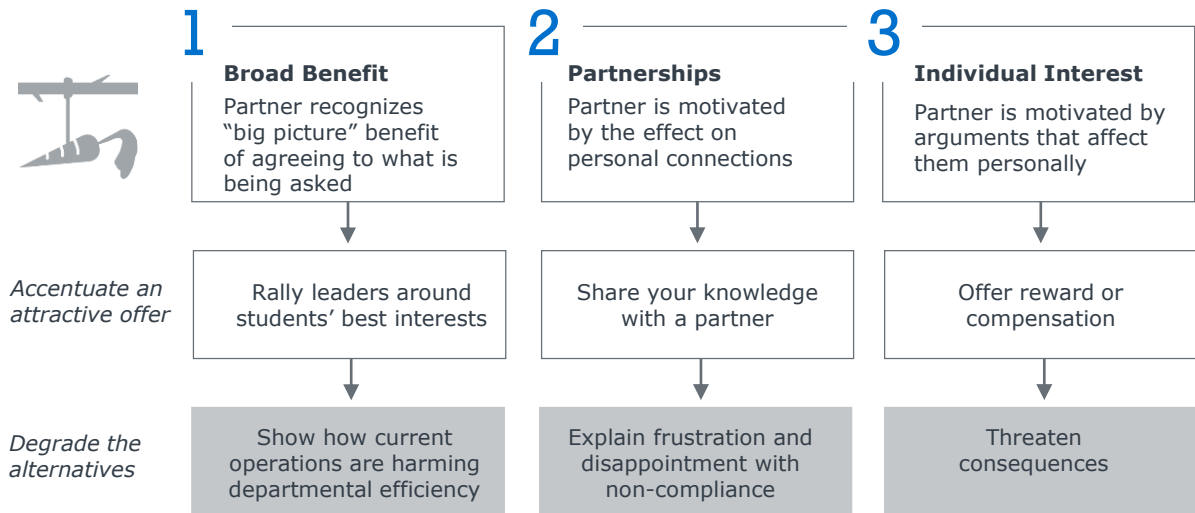 1
Broad Benefit
Partner recognizes
“big picture” benefit
of agreeing to what is
being asked
2
Partnerships
Partner is motivated
by the effect on
personal connections
3
Individual Interest
Partner is motivated by
arguments that affect
them personally
Accentuate an
attractive offer
Rally leaders around
students’ best interests
Share your knowledge
with a partner
Offer reward or
compensation
Degrade the
alternatives
Show how current
operations are harming
departmental efficiency
Explain frustration and
disappointment with
non-compliance
Threaten
consequences